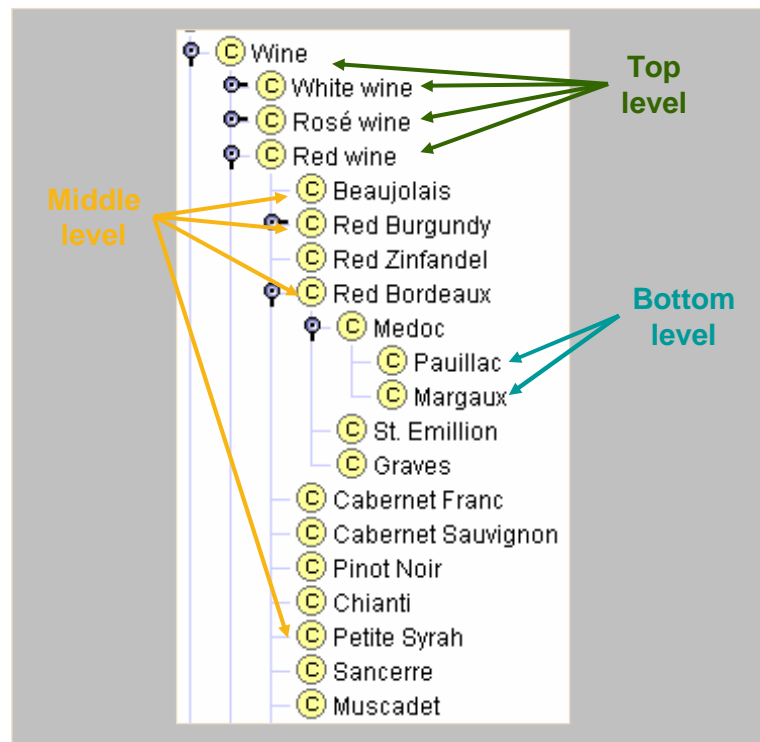 Wine
White wine
Rosé wine
Red wine
Beaujolais
Red Burgundy
Red Zinfandel
Red Bordeaux
Medoc
Pauillac
Margaux
St. Emillion
Graves
Cabernet Franc
Cabernet Sauvignon
Pinot Noir
Chianti
Petite Syrah
Sancerre
Muscadet
Top
level
Middle
level
Bottom
level